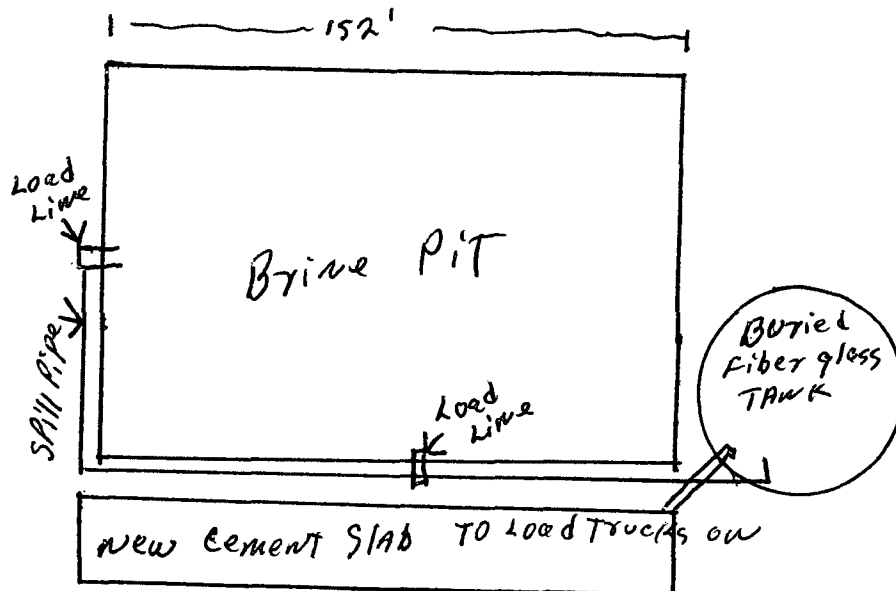 152'
Load
Line
Brine PiT
SPill PiPe
Buried
Fiber glass
TANK
Load
Line
New Cement SlAb To Load Trucks on